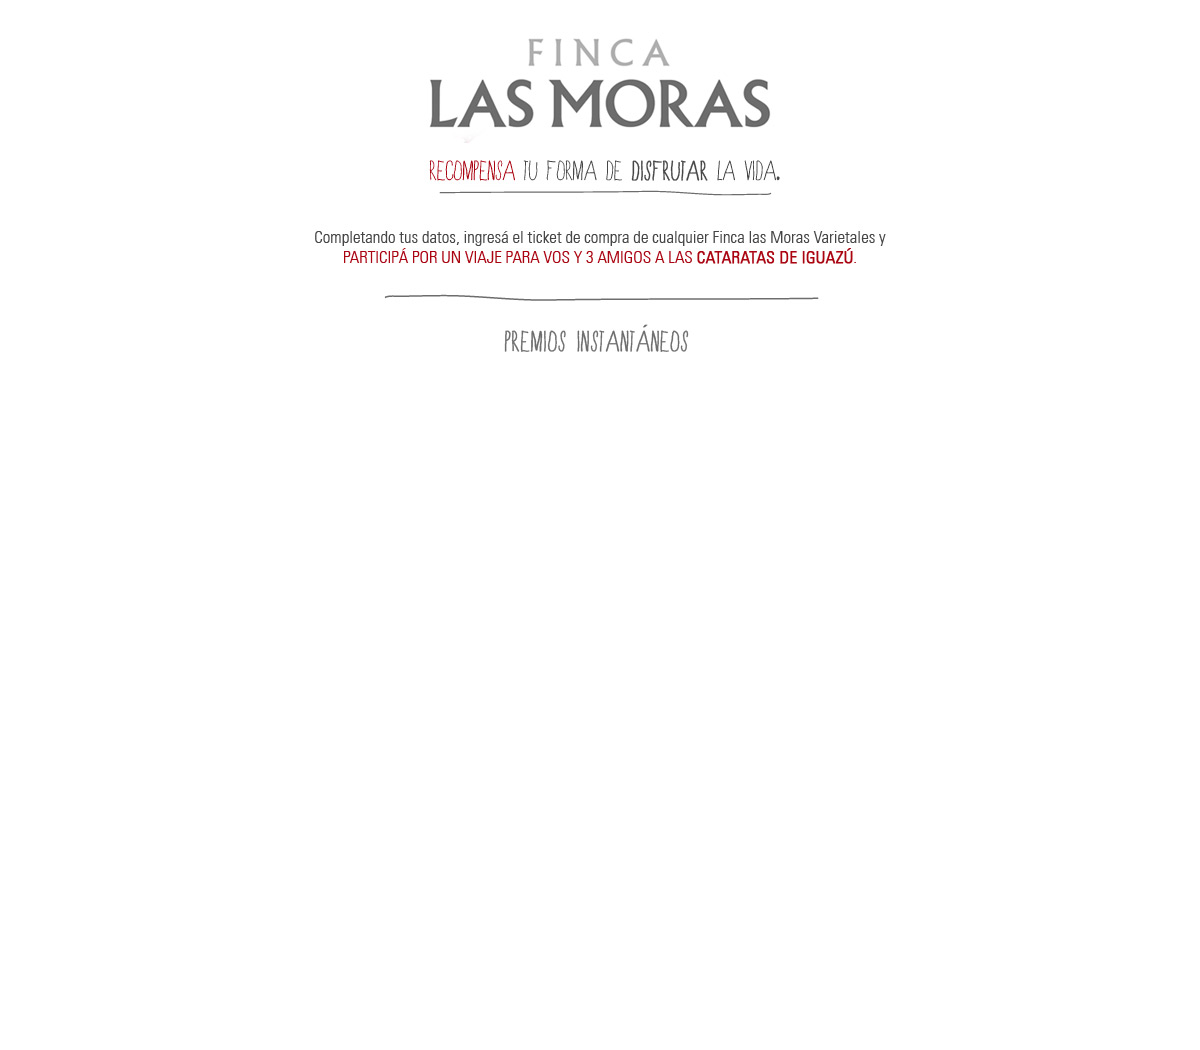 FINCA
LAS MORAS
RECOMPENSA TU FORMA DE DISFRUTAR LA VIDA.
Completando tus datos, ingresá el ticket de compra de cualquier Finca las Moras Varietales y
PARTICIPÁ POR UN VIAJE PARA VOS Y 3 AMIGOS A LAS CATARATAS DE IGUAZÚ.
PREMIOS INSTANTÁNEOS